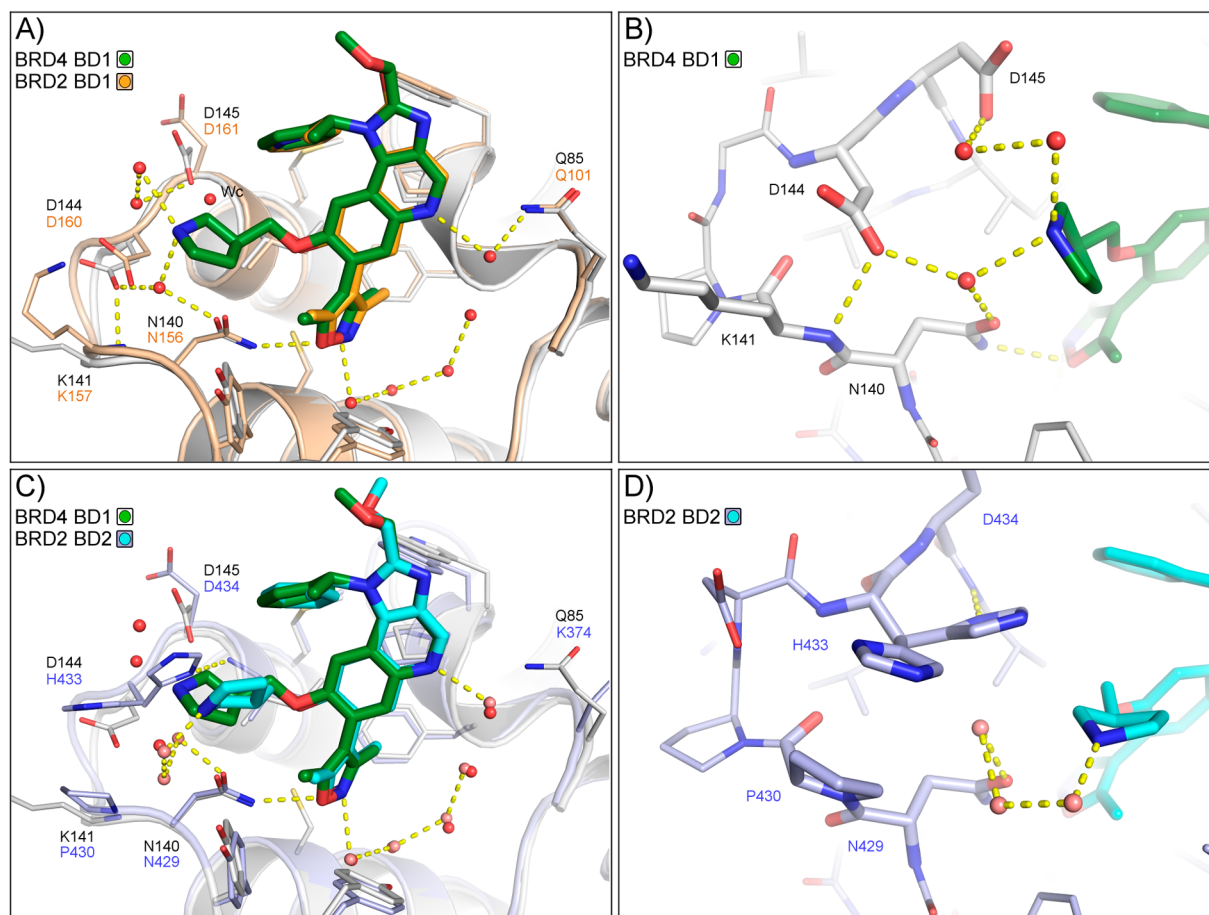 A)
BRD4 BD1
BRD2 BD1
D145
D161
Wc
Q85
Q101
D144
D160
N140
N156
K141
K157
B)
BRD4 BD1
D145
D144
K141
N140
C)
BRD4 BD1
BRD2 BD2
D145
D434
Q85
K374
D144
H433
K141
P430
N140
N429
D)
BRD2 BD2
D434
H433
P430
N429